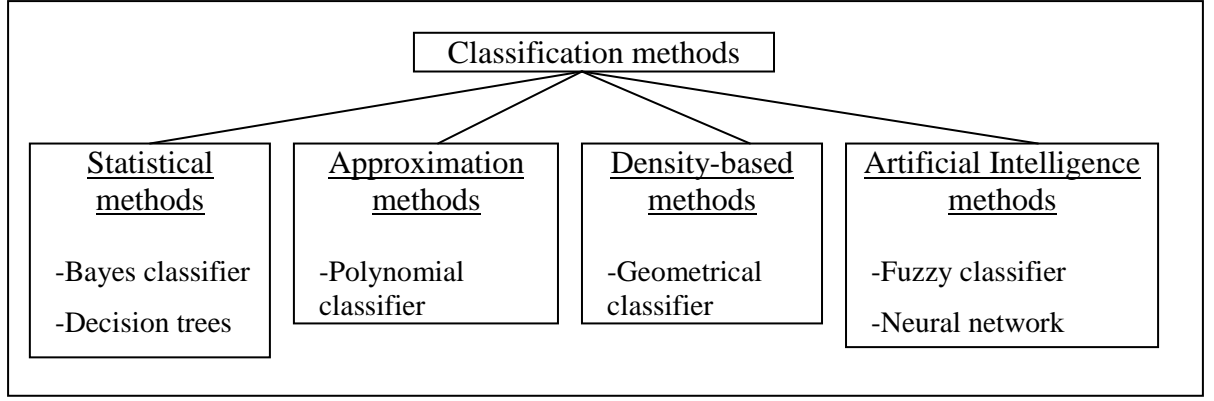 Classification methods
Statistical
methods
-Bayes classifier
-Decision trees
Approximation
methods
-Polynomial
classifier
Density-based
methods
-Geometrical
classifier
Artificial Intelligence
methods
-Fuzzy classifier
-Neural network